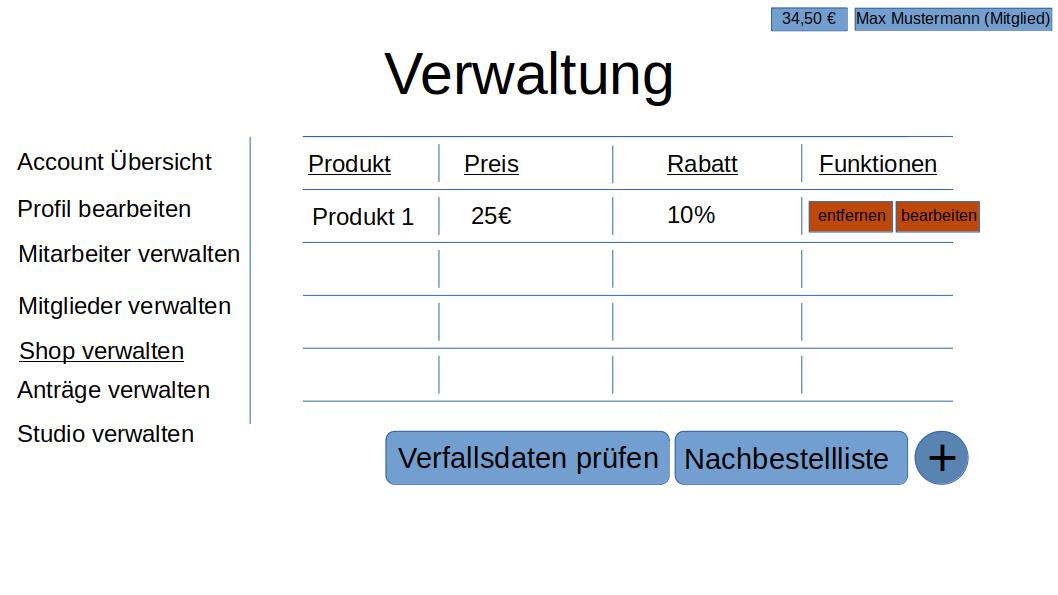 34,50 € Max Mustermann (Mitglied)
Verwaltung
Account Übersicht
Profil bearbeiten
Mitarbeiter verwalten
Mitglieder verwalten
Shop verwalten
Anträge verwalten
Studio verwalten
Produkt Preis Rabatt Funktionen
Produkt 1 25€ 10% entfernen bearbeiten
Verfallsdaten prüfen Nachbestellliste +